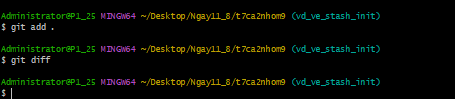 Administrator@P1_25 MINGW64 ~/Desktop/Ngay11_8/t7ca2nhom9 (vd_ve_stash_init)
$ git add .
Administrator@P1_25 MINGW64 ~/Desktop/Ngay11_8/t7ca2nhom9 (vd_ve_stash_init)
$ git diff
Administrator@P1_25 MINGW64 ~/Desktop/Ngay11_8/t7ca2nhom9 (vd_ve_stash_init)
$